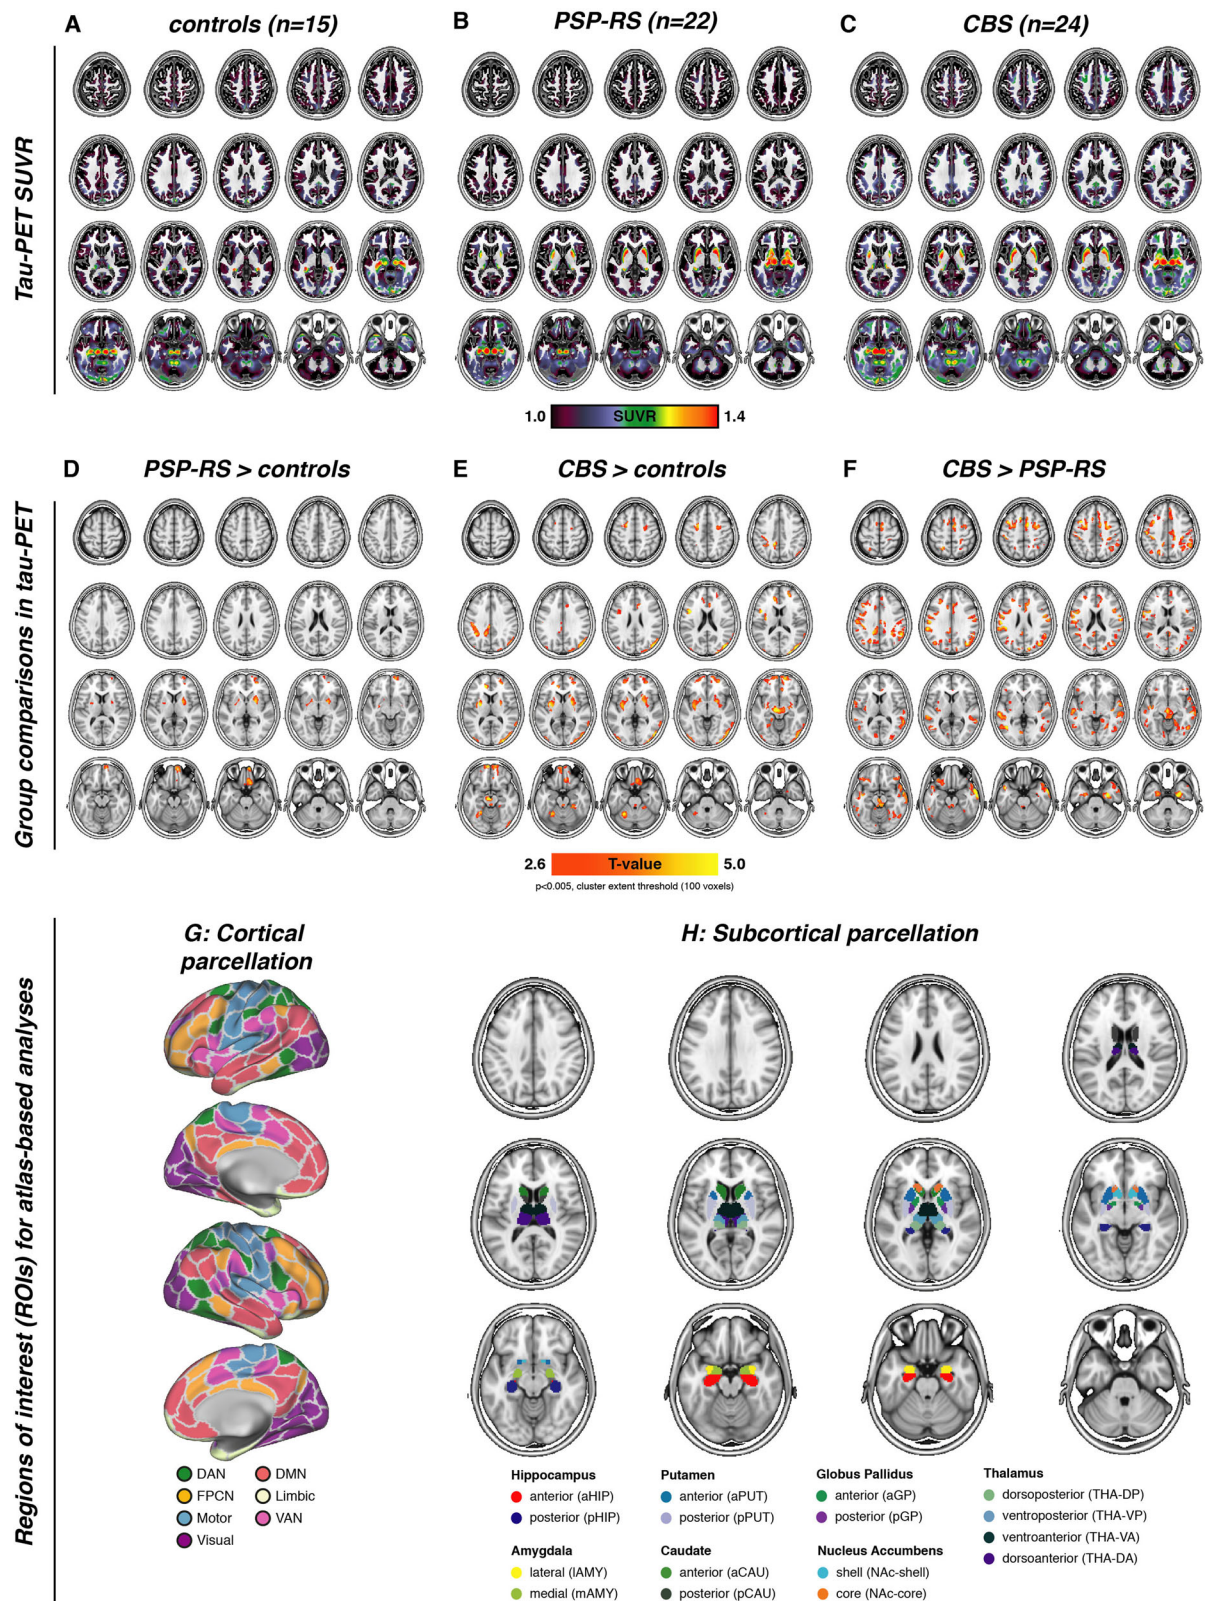 A
controls (n=15)
B
PSP-RS (n=22)
C
CBS (n=24)
Tau-PET SUVR
1.0
SUVR
1.4
D
PSP-RS > controls
E
CBS > controls
F
CBS > PSP-RS
Group comparisons in tau-PET
2.6
T-value
5.0
p<0.005, cluster extent threshold (100 voxels)
G: Cortical
parcellation
H: Subcortical parcellation
Regions of interest (ROIs) for atlas-based analyses
DAN
DMN
FPCN
Limbic
Motor
VAN
Visual
Hippocampus
anterior (aHIP)
posterior (pHIP)
Amygdala
lateral (lAMY)
medial (mAMY)
Putamen
anterior (aPUT)
posterior (pPUT)
Caudate
anterior (aCAU)
posterior (pCAU)
Globus Pallidus
anterior (aGP)
posterior (pGP)
Nucleus Accumbens
shell (NAc-shell)
core (NAc-core)
Thalamus
dorsoposterior (THA-DP)
ventroposterior (THA-VP)
ventroanterior (THA-VA)
dorsoanterior (THA-DA)